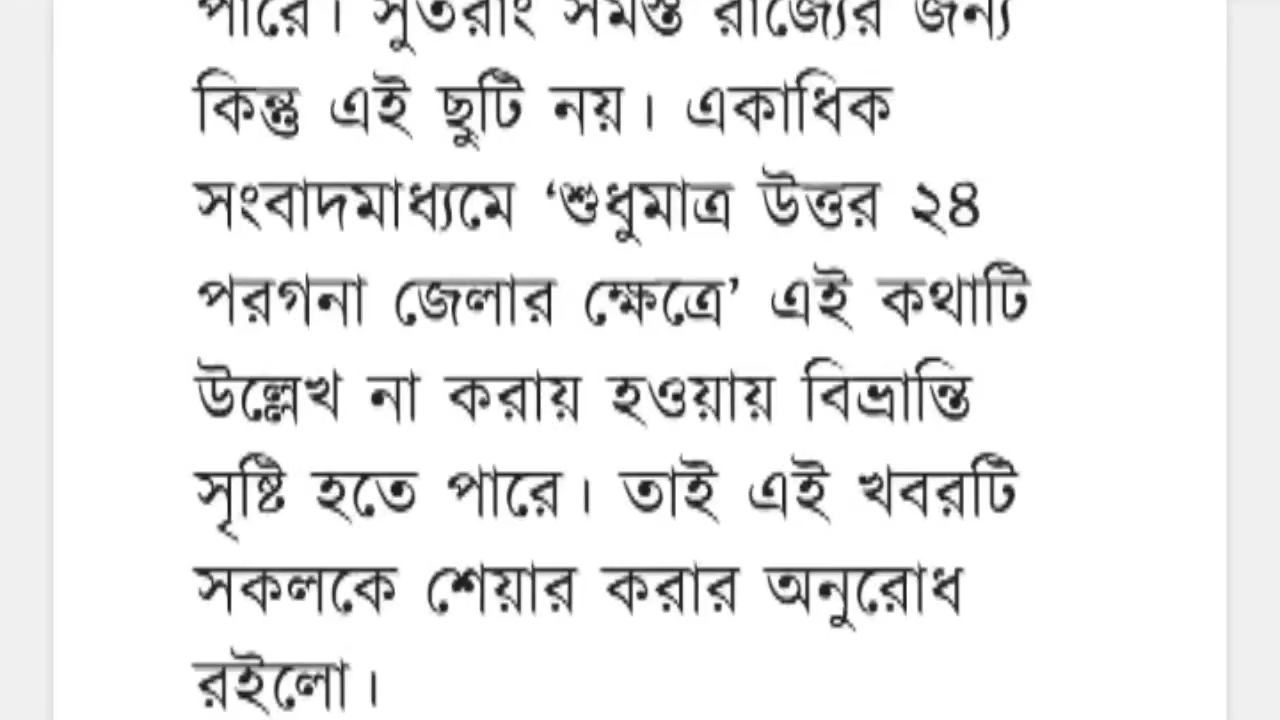 পারে। সুতরাং সমস্ত রাজ্যের জন্য
কিন্তু এই ছুটি নয়। একাধিক
সংবাদমাধ্যমে ‘শুধুমাত্র উত্তর ২৪
পরগনা জেলার ক্ষেত্রে’ এই কথাটি
উল্লেখ না করায় হওয়ায় বিভ্রান্তি
সৃষ্টি হতে পারে। তাই এই খবরটি
সকলকে শেয়ার করার অনুরোধ
রইলো।